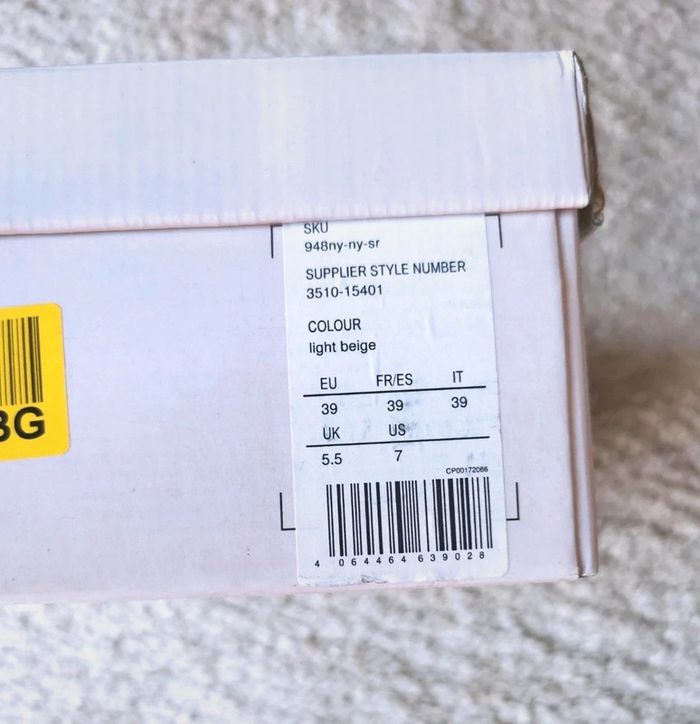 SKU
948ny-ny-sr
SUPPLIER STYLE NUMBER
3510-15401
COLOUR
light beige
EU FR/ES IT
39 39 39
UK US
5.5 7
CP00172066
4 064464 639028
BG